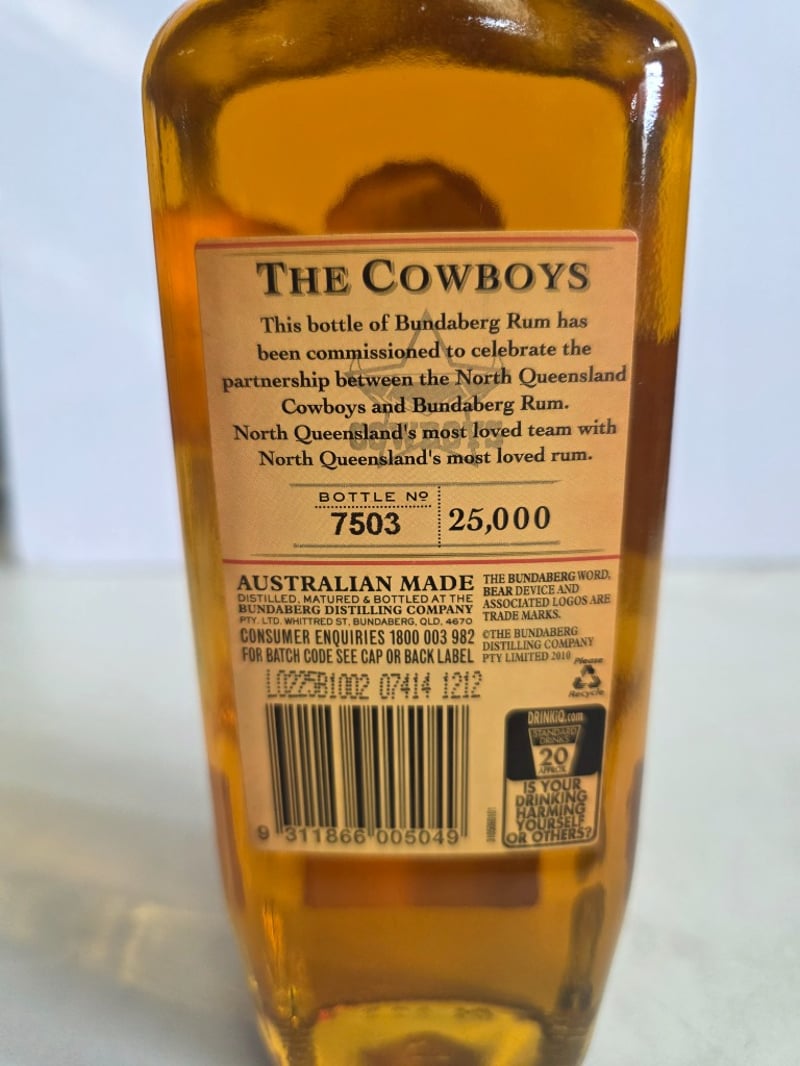 THE COWBOYS
This bottle of Bundaberg Rum has
been commissioned to celebrate the
partnership between the North Queensland
Cowboys and Bundaberg Rum.
North Queensland's most loved team with
North Queensland's most loved rum.
BOTTLE Nº
7503
25,000
AUSTRALIAN MADE
DISTILLED, MATURED & BOTTLED AT THE
BUNDABERG DISTILLING COMPANY
PTY. LTD. WHITTRED ST, BUNDABERG, QLD, 4670
CONSUMER ENQUIRIES 1800 003 982
FOR BATCH CODE SEE CAP OR BACK LABEL
THE BUNDABERG WORD,
BEAR DEVICE AND
ASSOCIATED LOGOS ARE
TRADE MARKS.
©THE BUNDABERG
DISTILLING COMPANY
PTY LIMITED 2010
Please
Recycle
L0225B1002 07414 1212
9 311866 005049
DRINKiQ.com
STANDARD
DRINKS
20
APPROX.
IS YOUR
DRINKING
HARMING
YOURSELF
OR OTHERS?